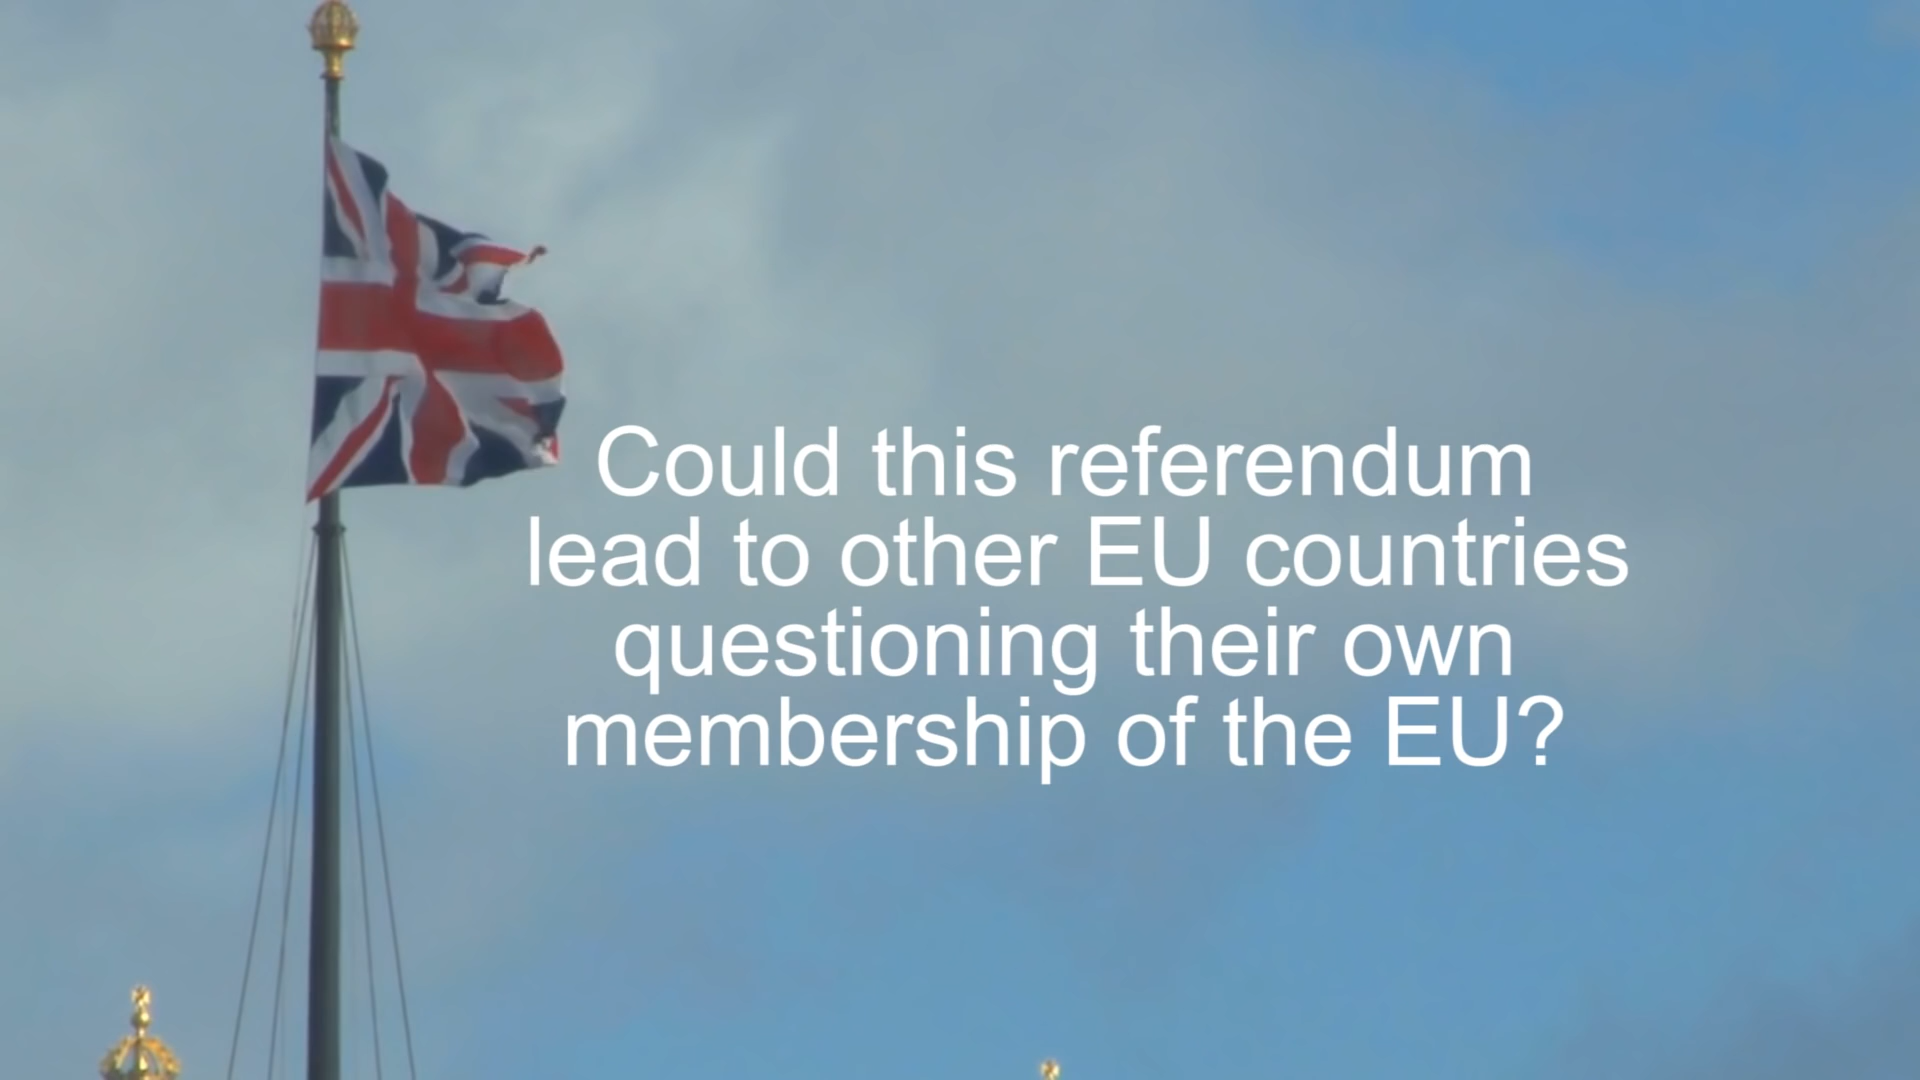 Could this referendum
lead to other EU countries
questioning their own
membership of the EU?